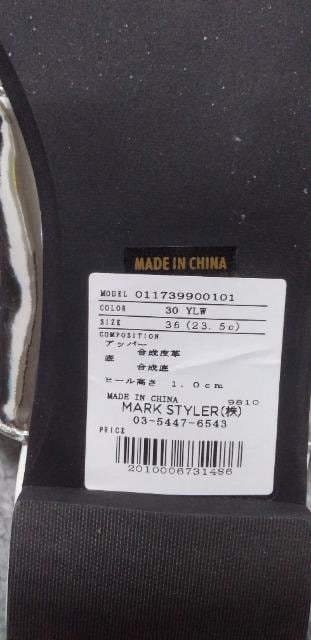 MADE IN CHINA
MODEL 011739900101
COLOR 30 YLW
SIZE 36 (23.5c)
COMPOSITION
アッパー
合成皮革
底
合成底
ヒール高さ 1.0cm
MADE IN CHINA 9810
MARK STYLER(株)
03-5447-6543
PRICE
2010006731486